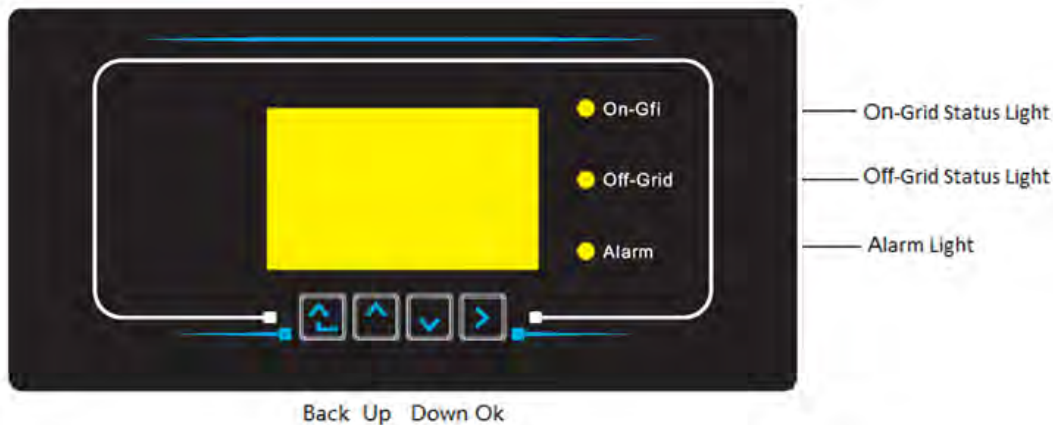 On-Gfi
On-Grid Status Light
Off-Grid
Off-Grid Status Light
Alarm
Alarm Light
Back Up Down Ok